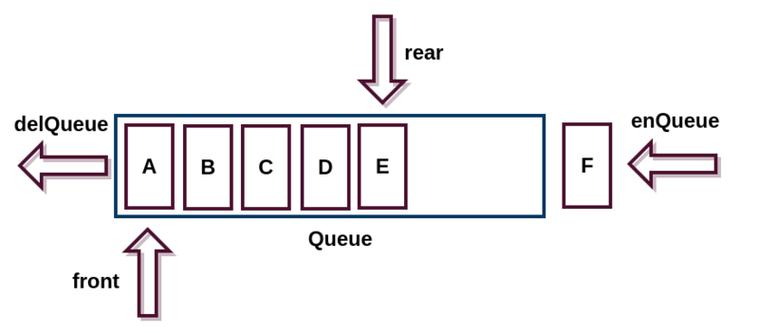 rear
delQueue
enQueue
A B C D E
F
Queue
front